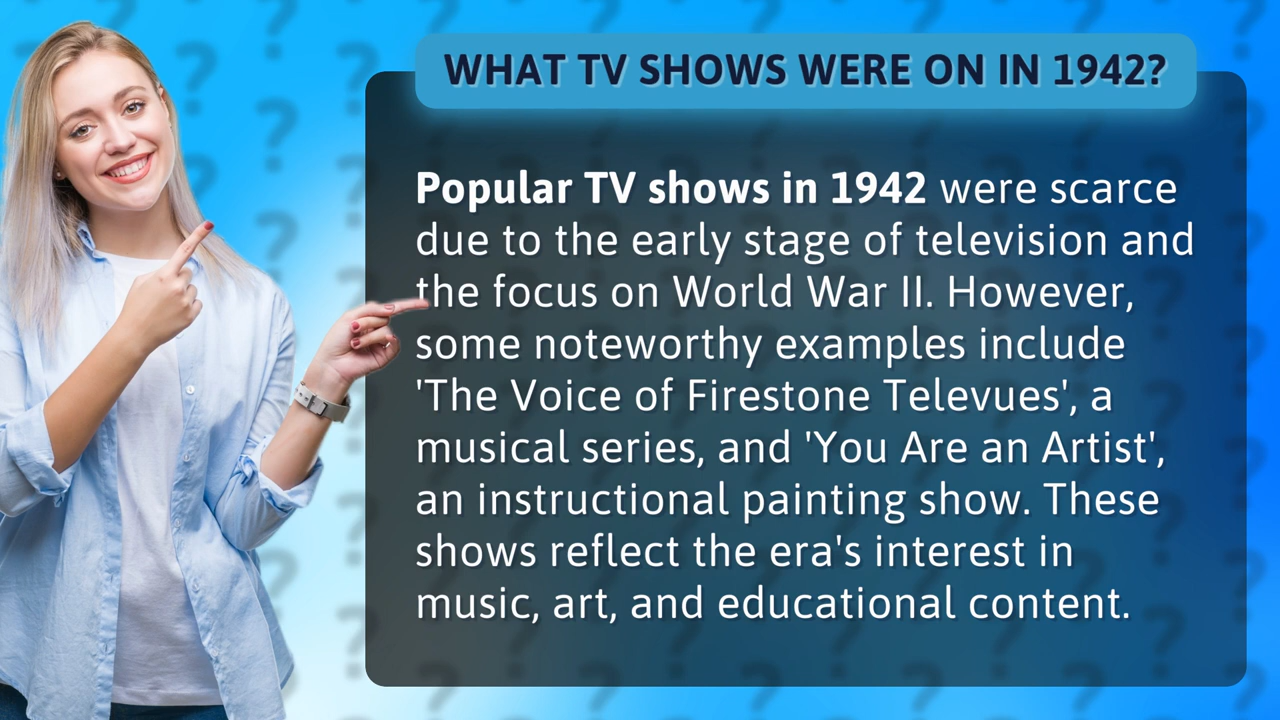 WHAT TV SHOWS WERE ON IN 1942?
Popular TV shows in 1942 were scarce
due to the early stage of television and
the focus on World War II. However,
some noteworthy examples include
'The Voice of Firestone Televues', a
musical series, and 'You Are an Artist',
an instructional painting show. These
shows reflect the era's interest in
music, art, and educational content.